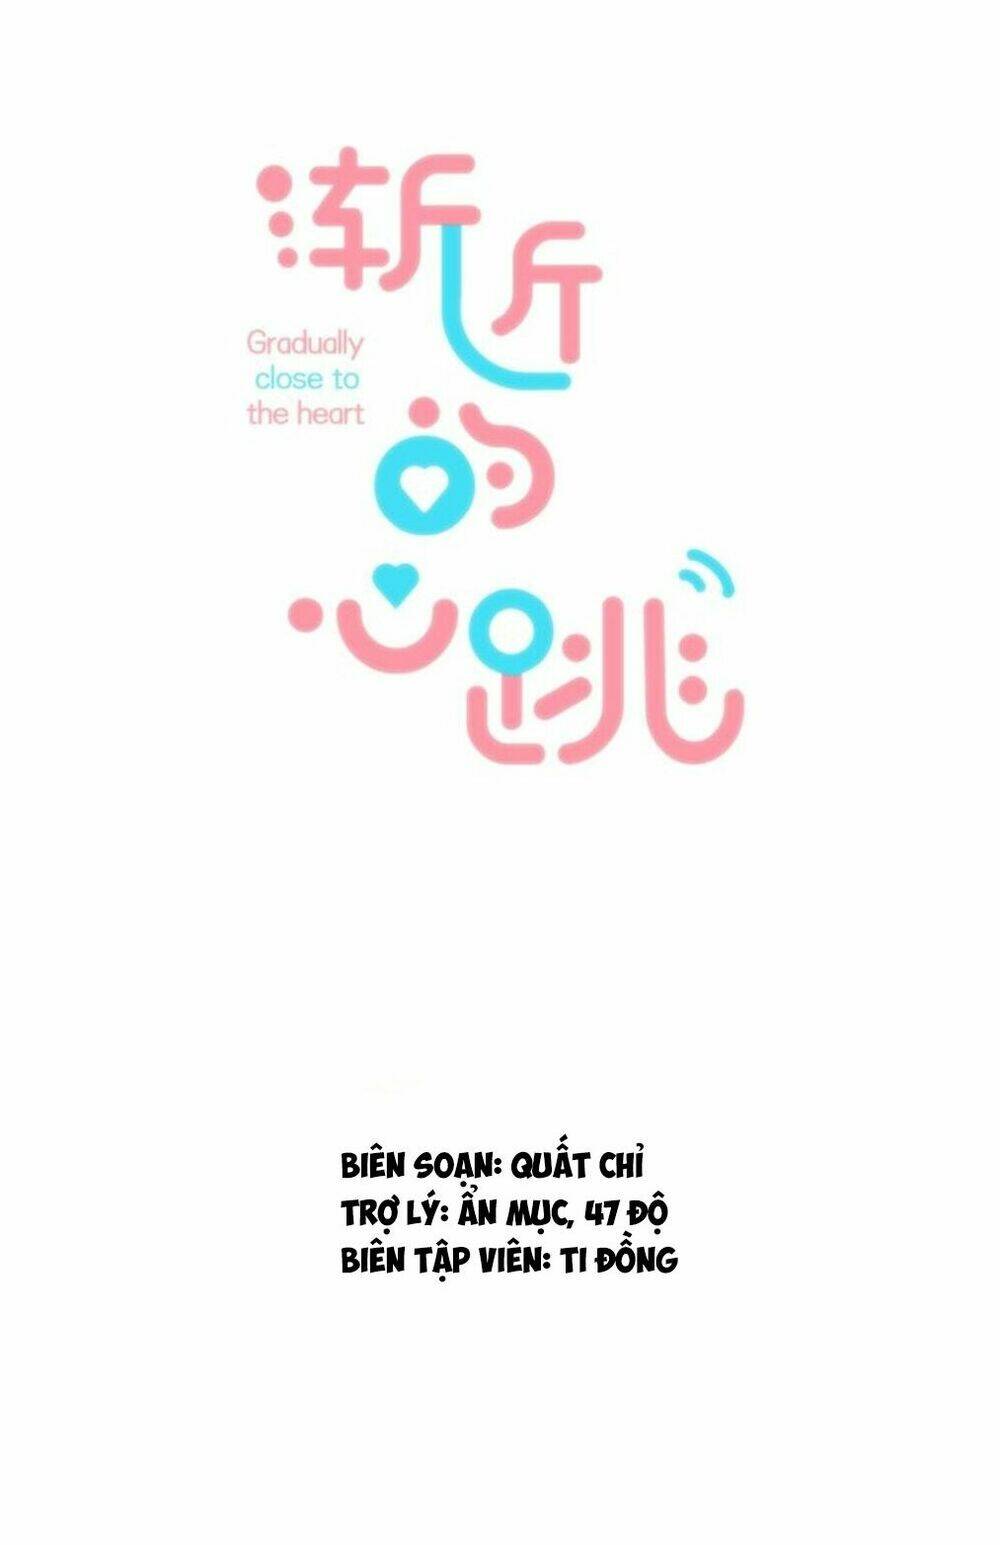 渐近
Gradually
close to
the heart
的
心跳
BIÊN SOẠN: QUẤT CHỈ
TRỢ LÝ: ẨN MỤC, 47 ĐỘ
BIÊN TẬP VIÊN: TI ĐỒNG